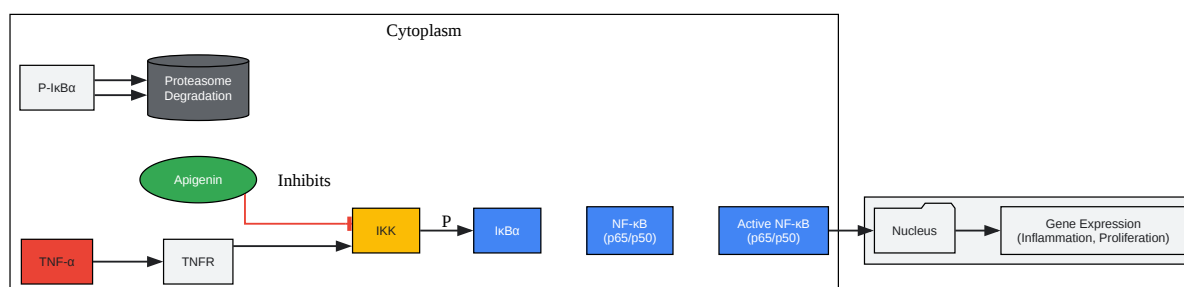 Cytoplasm
P-IκBα
Proteasome
Degradation
Apigenin
Inhibits
TNF-α
TNFR
IKK
P
IκBα
NF-κB
(p65/p50)
Active NF-κB
(p65/p50)
Nucleus
Gene Expression
(Inflammation, Proliferation)